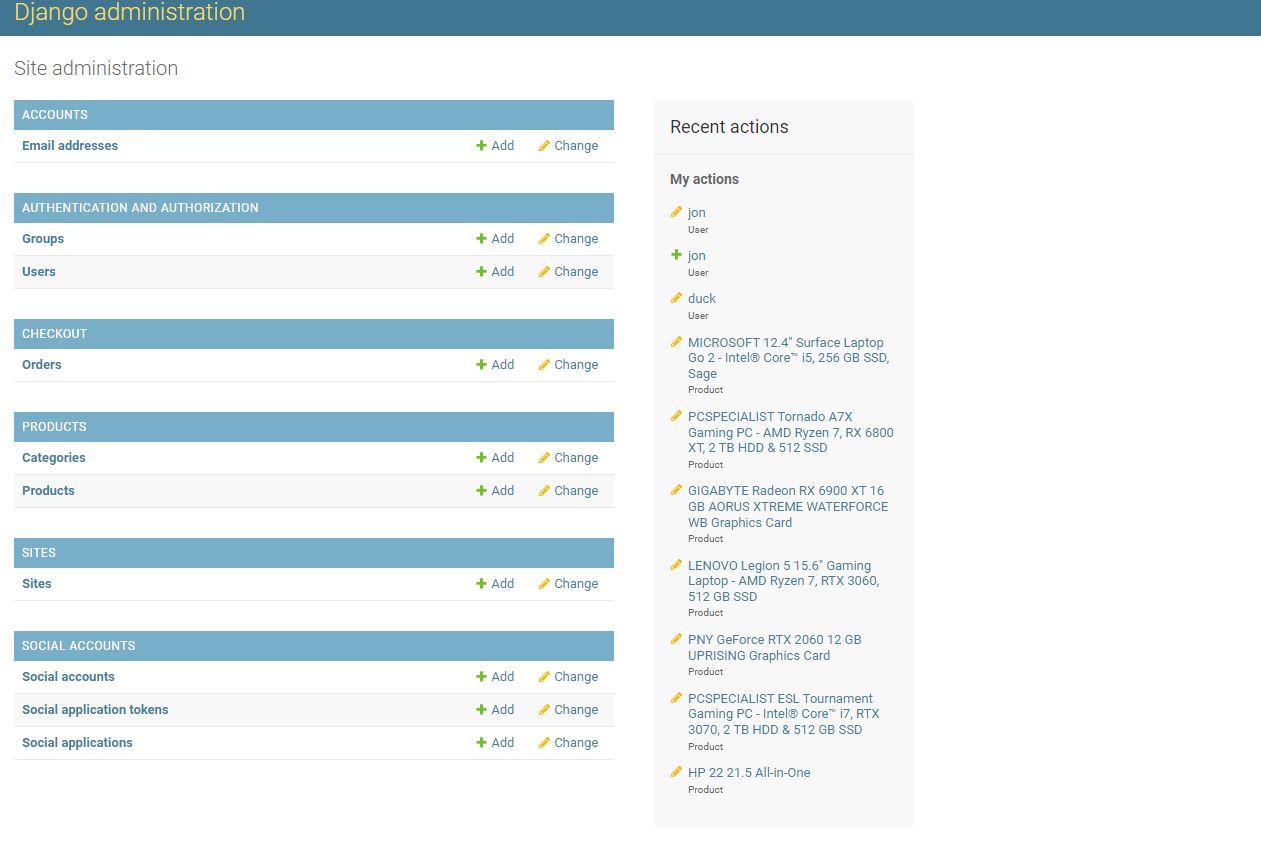 Django administration
Site administration
ACCOUNTS
Email addresses Add Change
AUTHENTICATION AND AUTHORIZATION
Groups Add Change
Users Add Change
CHECKOUT
Orders Add Change
PRODUCTS
Categories Add Change
Products Add Change
SITES
Sites Add Change
SOCIAL ACCOUNTS
Social accounts Add Change
Social application tokens Add Change
Social applications Add Change
Recent actions
My actions
jon
User
jon
User
duck
User
MICROSOFT 12.4" Surface Laptop
Go 2 - Intel® Core™ i5, 256 GB SSD,
Sage
Product
PCSPECIALIST Tornado A7X
Gaming PC - AMD Ryzen 7, RX 6800
XT, 2 TB HDD & 512 SSD
Product
GIGABYTE Radeon RX 6900 XT 16
GB AORUS XTREME WATERFORCE
WB Graphics Card
Product
LENOVO Legion 5 15.6" Gaming
Laptop - AMD Ryzen 7, RTX 3060,
512 GB SSD
Product
PNY GeForce RTX 2060 12 GB
UPRISING Graphics Card
Product
PCSPECIALIST ESL Tournament
Gaming PC - Intel® Core™ i7, RTX
3070, 2 TB HDD & 512 GB SSD
Product
HP 22 21.5 All-in-One
Product